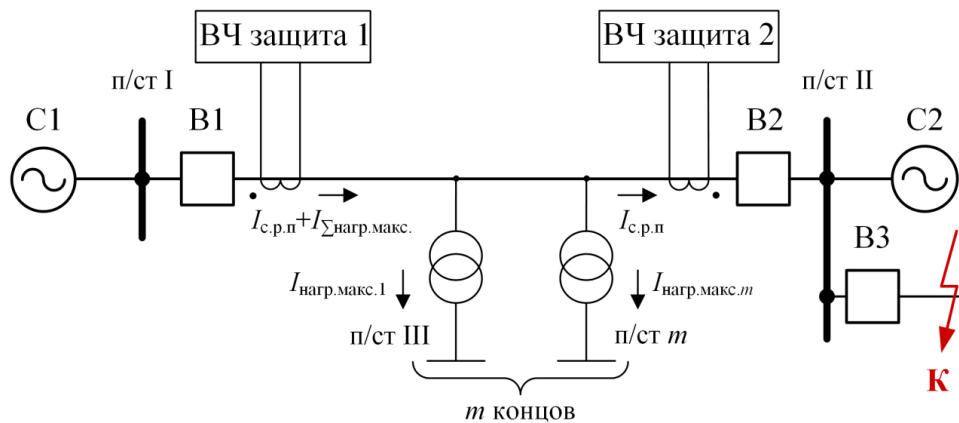 ВЧ защита 1
ВЧ защита 2
п/ст I
п/ст II
С1
В1
В2
С2
Iс.р.п+I∑нагр.макс.
Iс.р.п
В3
Iнагр.макс.1
Iнагр.макс.m
п/ст III
п/ст m
К
m концов